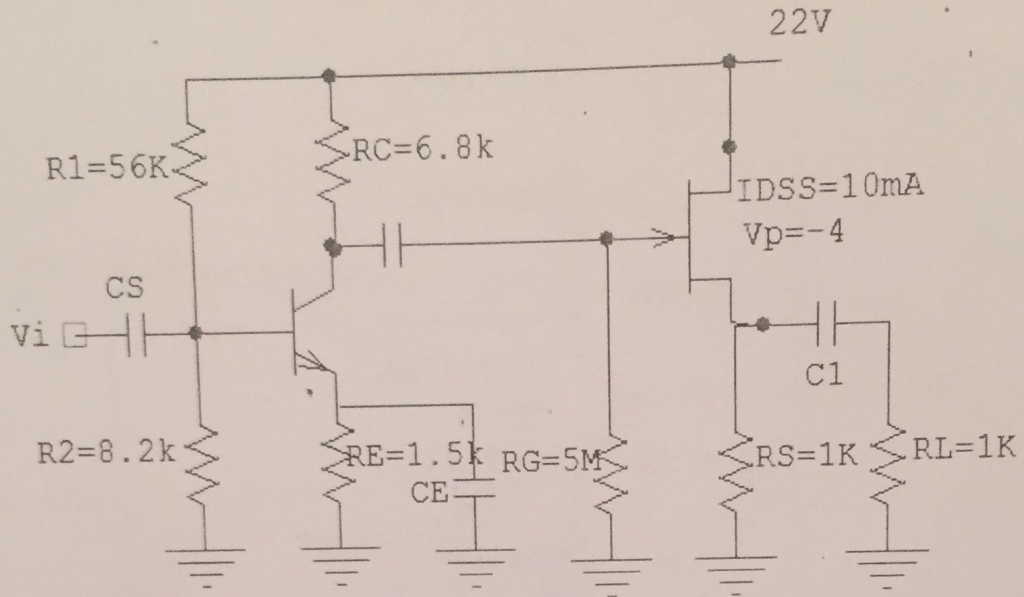 22V
R1=56K
RC=6.8k
IDSS=10mA
Vp=-4
CS
Vi
C1
R2=8.2k
RE=1.5k
RG=5M
RS=1K
RL=1K
CE